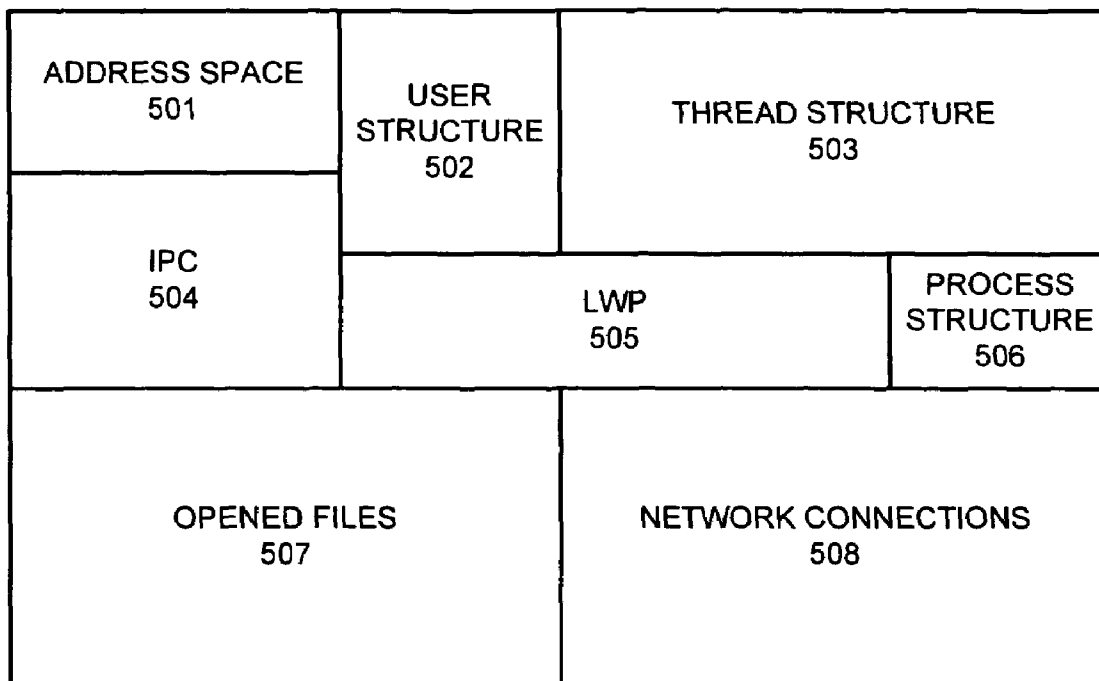 ADDRESS SPACE
501
USER
STRUCTURE
502
THREAD STRUCTURE
503
IPC
504
LWP
505
PROCESS
STRUCTURE
506
OPENED FILES
507
NETWORK CONNECTIONS
508